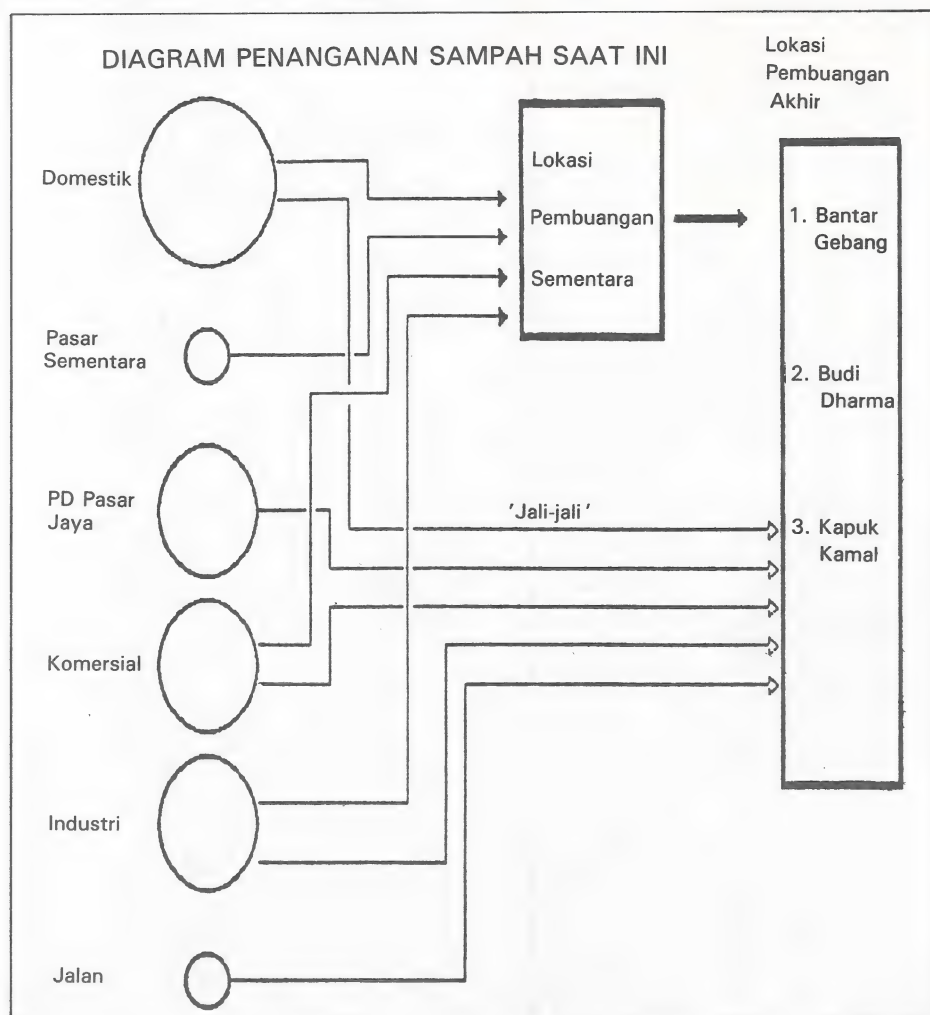 DIAGRAM PENANGANAN SAMPAH SAAT INI
Lokasi
Pembuangan
Akhir
Domestik
Pasar
Sementara
PD Pasar
Jaya
Komersial
Industri
Jalan
Lokasi
Pembuangan
Sementara
'Jali-jali'
1. Bantar
Gebang
2. Budi
Dharma
3. Kapuk
Kamal